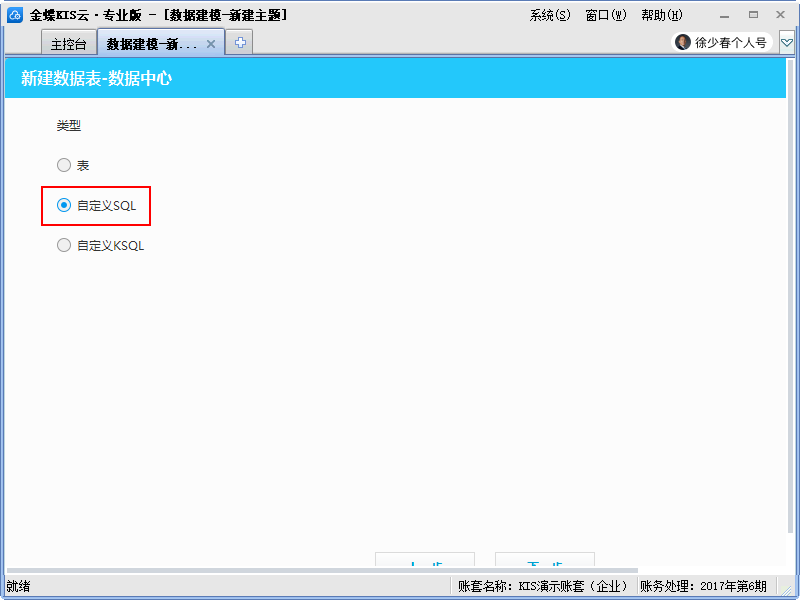 金蝶KIS云·专业版 - [数据建模-新建主题]
系统(S) 窗口(W) 帮助(H)
主控台 数据建模-新... 徐少春个人号
新建数据表-数据中心
类型
表
自定义SQL
自定义KSQL
就绪 账套名称: KIS演示账套（企业） 账务处理: 2017年第6期